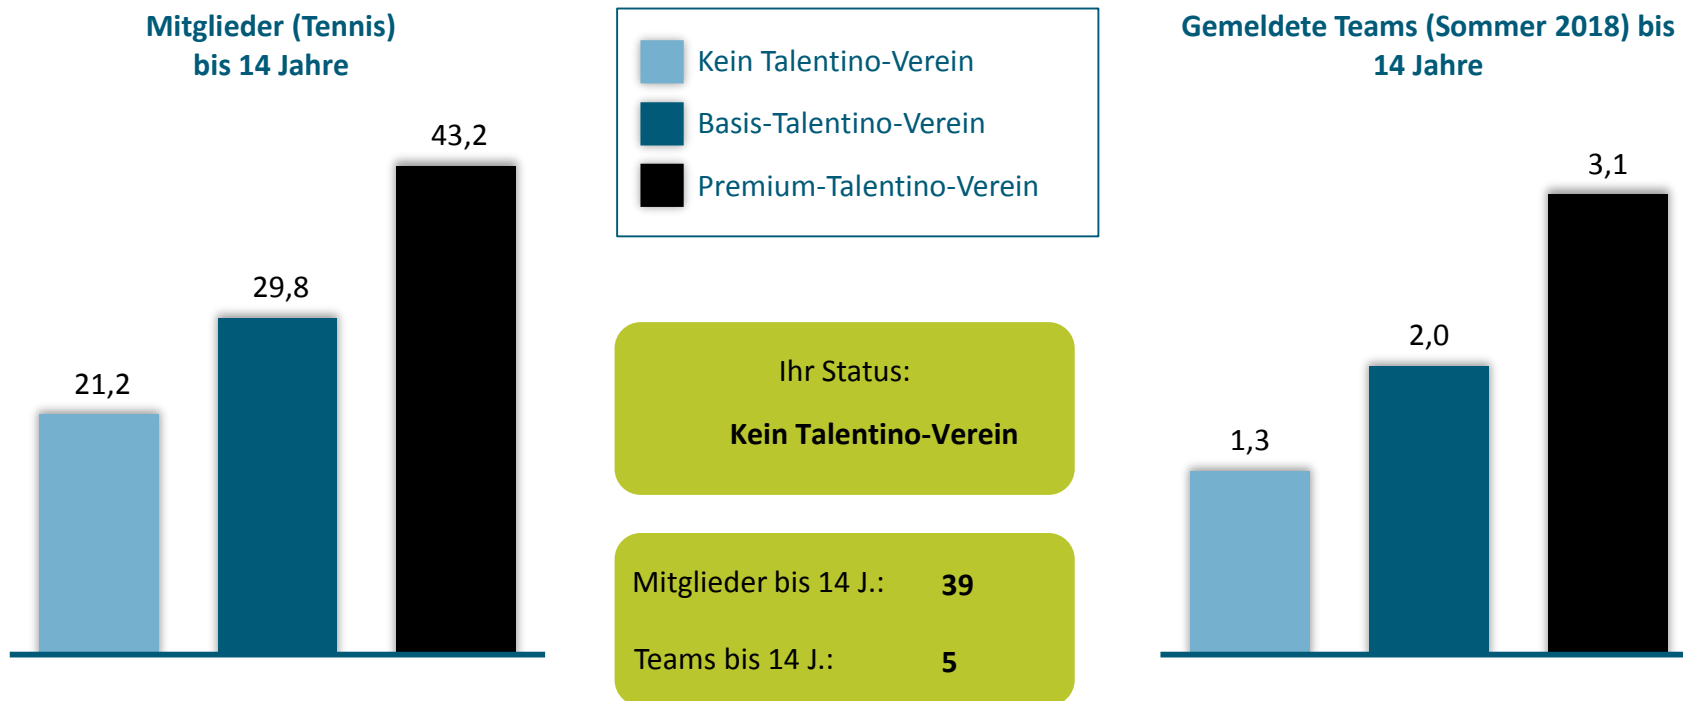 Mitglieder (Tennis)
bis 14 Jahre
43,2
29,8
21,2
Kein Talentino-Verein
Basis-Talentino-Verein
Premium-Talentino-Verein
Ihr Status:
Kein Talentino-Verein
Mitglieder bis 14 J.: 39
Teams bis 14 J.: 5
Gemeldete Teams (Sommer 2018) bis
14 Jahre
3,1
2,0
1,3